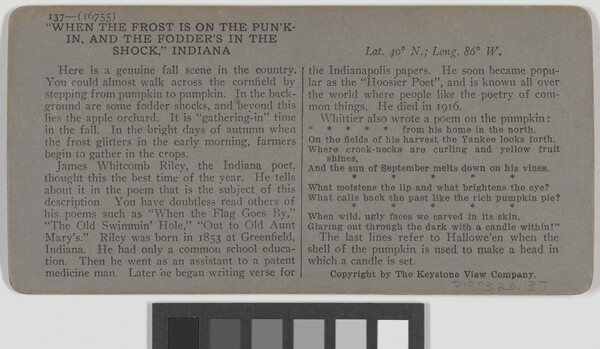 137—(16755)
"WHEN THE FROST IS ON THE PUN'K-
IN, AND THE FODDER'S IN THE
SHOCK," INDIANA
Here is a genuine fall scene in the country.
You could almost walk across the cornfield by
stepping from pumpkin to pumpkin. In the back-
ground are some fodder shocks, and beyond this
lies the apple orchard. It is "gathering-in" time
in the fall. In the bright days of autumn when
the frost glitters in the early morning, farmers
begin to gather in the crops.
James Whitcomb Riley, the Indiana poet,
thought this the best time of the year. He tells
about it in the poem that is the subject of this
description. You have doubtless read others of
his poems such as "When the Flag Goes By,"
"The Old Swimmin' Hole," "Out to Old Aunt
Mary's." Riley was born in 1853 at Greenfield,
Indiana. He had only a common school educa-
tion. Then he went as an assistant to a patent
medicine man. Later he began writing verse for
Lat. 40° N.; Long. 86° W.
the Indianapolis papers. He soon became popu-
lar as the "Hoosier Poet", and is known all over
the world where people like the poetry of com-
mon things. He died in 1916.
Whittier also wrote a poem on the pumpkin:
" * * * * * from his home in the north,
On the fields of his harvest the Yankee looks forth,
Where crook-necks are curling and yellow fruit
shines,
And the sun of September melts down on his vines.
* * * * *
What moistens the lip and what brightens the eye?
What calls back the past like the rich pumpkin pie?
* * * * *
When wild, ugly faces we carved in its skin,
Glaring out through the dark with a candle within!"
The last lines refer to Hallowe'en when the
shell of the pumpkin is used to make a head in
which a candle is set.
Copyright by The Keystone View Company.